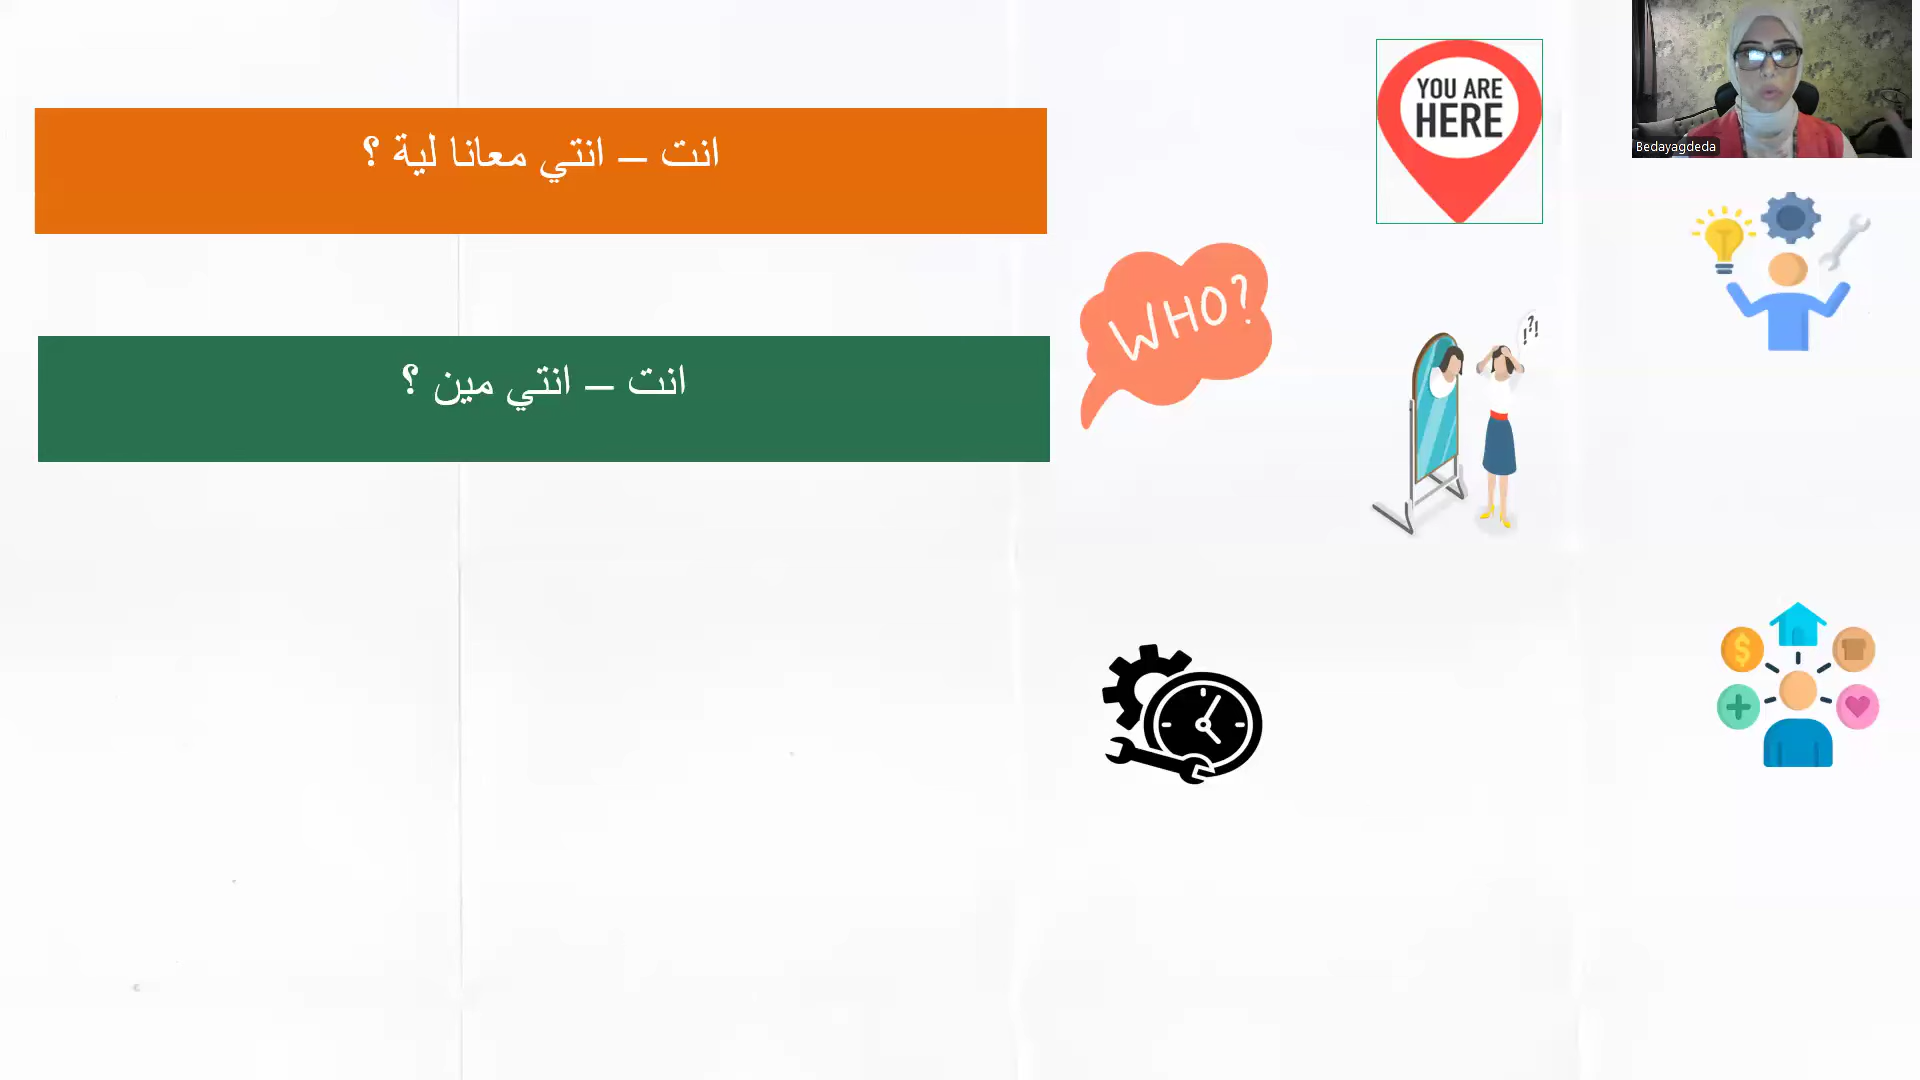 انت – انتي معانا لية ؟
YOU ARE
HERE
Bedayagdeda
WHO?
?!
انت – انتي مين ؟